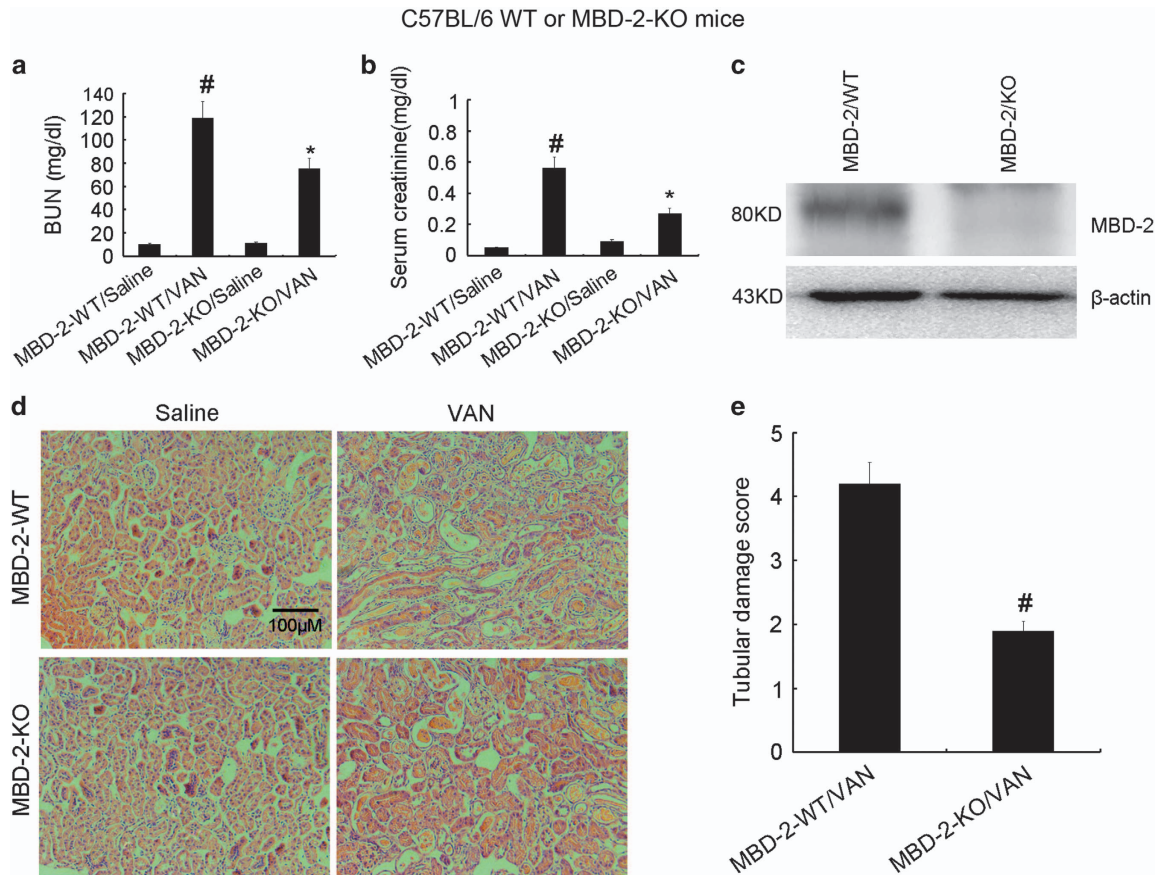 C57BL/6 WT or MBD-2-KO mice
a
BUN (mg/dl)
140
120
100
80
60
40
20
0
#
*
MBD-2-WT/Saline
MBD-2-WT/VAN
MBD-2-KO/Saline
MBD-2-KO/VAN
b
Serum creatinine(mg/dl)
1
0.8
0.6
0.4
0.2
0
#
*
MBD-2-WT/Saline
MBD-2-WT/VAN
MBD-2-KO/Saline
MBD-2-KO/VAN
c
MBD-2/WT
MBD-2/KO
80KD
MBD-2
43KD
β-actin
d
Saline
VAN
MBD-2-WT
100μM
MBD-2-KO
e
Tubular damage score
5
4
3
2
1
0
#
MBD-2-WT/VAN
MBD-2-KO/VAN